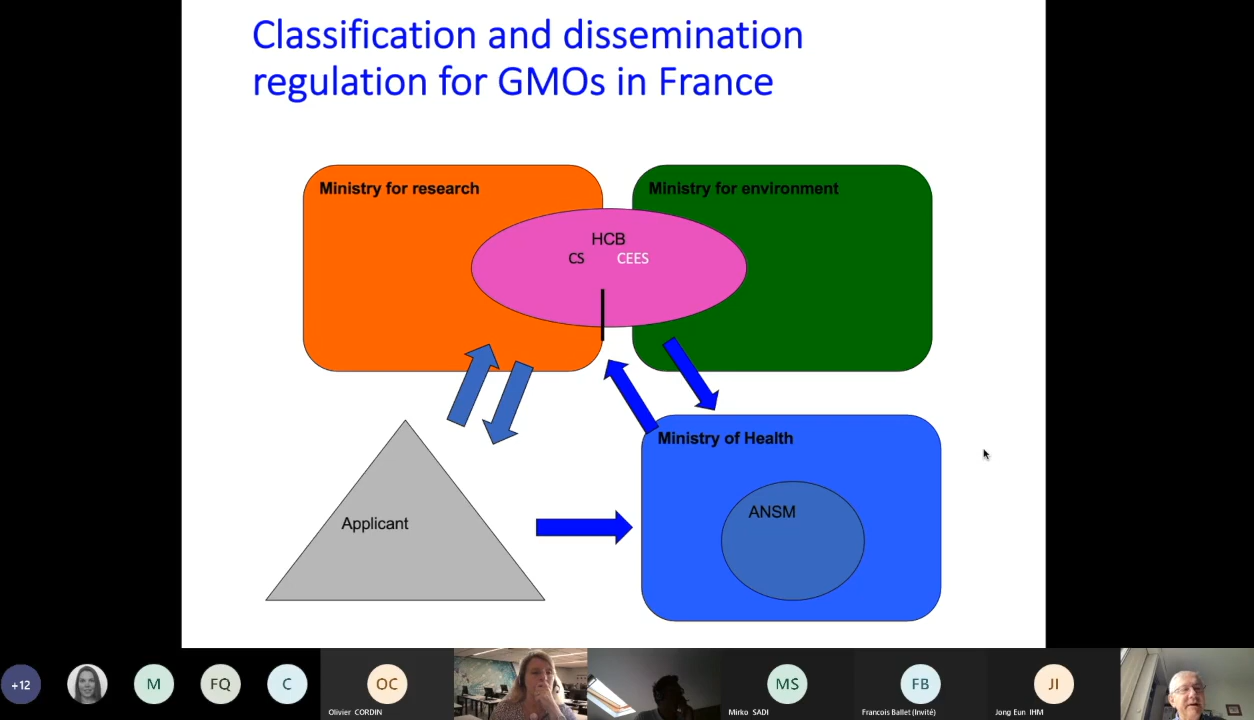 Classification and dissemination
regulation for GMOs in France
Ministry for research
Ministry for environment
HCB
CS
CEES
Ministry of Health
ANSM
Applicant
+12
M
FQ
C
OC
Olivier CORDIN
MS
Mirko SADI
FB
Francois Ballet (Invité)
JI
Jong Eun IHM